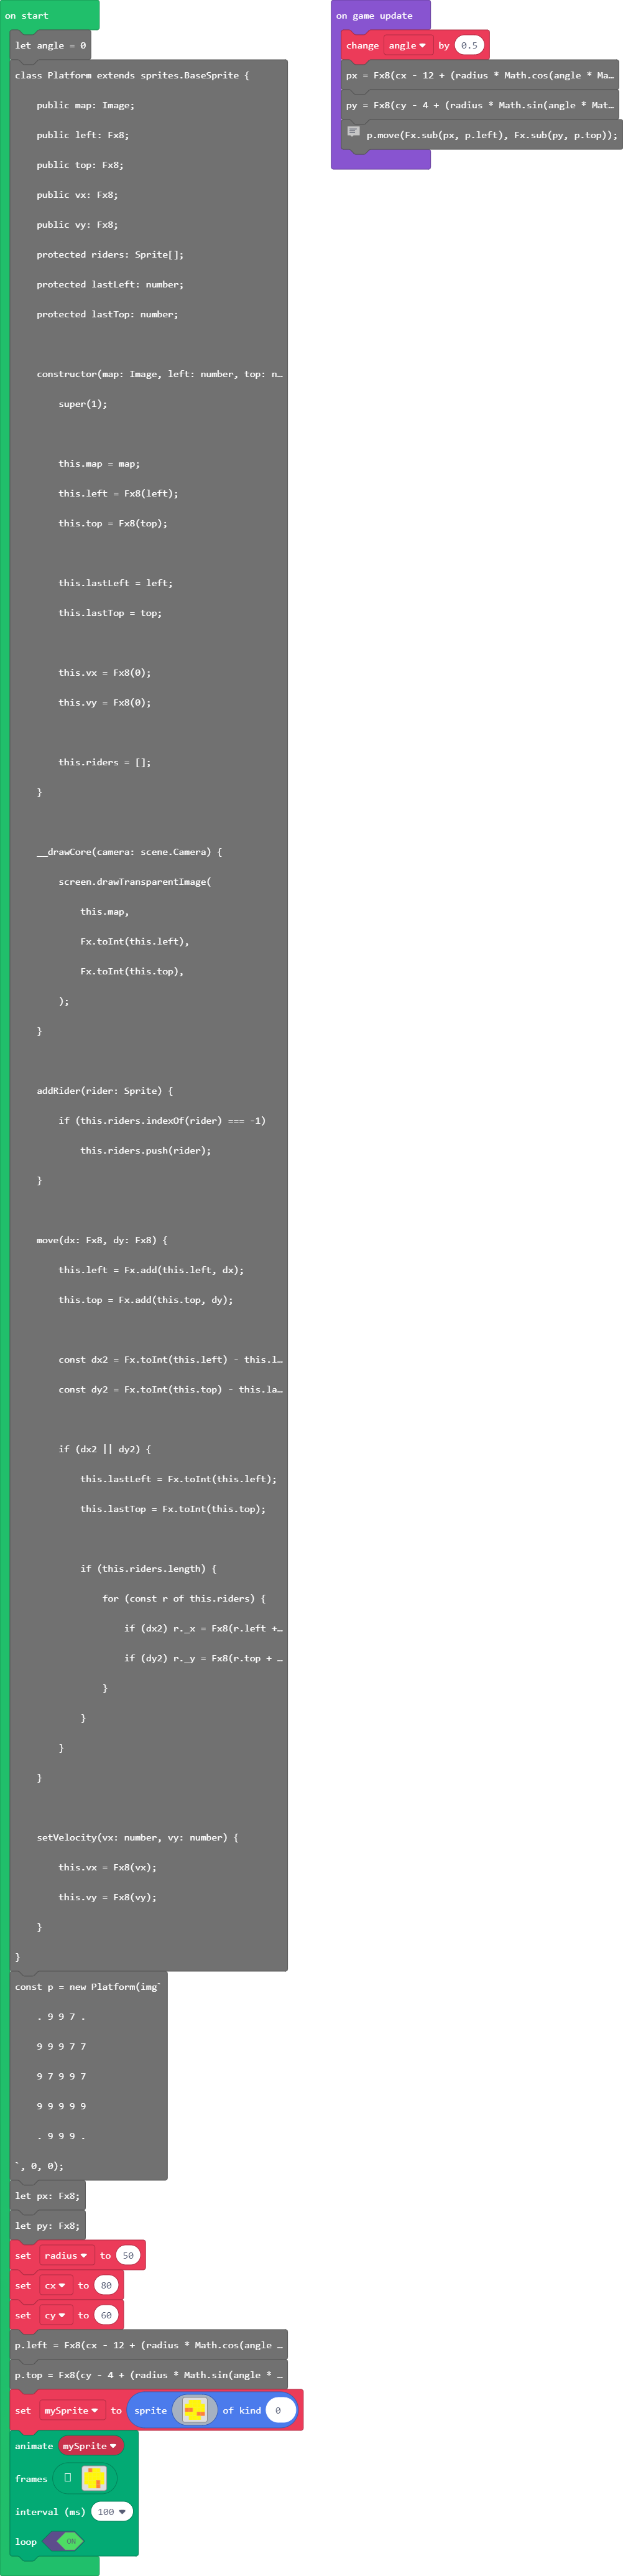 on start
let angle = 0
class Platform extends sprites.BaseSprite {
public map: Image;
public left: Fx8;
public top: Fx8;
public vx: Fx8;
public vy: Fx8;
protected riders: Sprite[];
protected lastLeft: number;
protected lastTop: number;
constructor(map: Image, left: number, top: n…
super(1);
this.map = map;
this.left = Fx8(left);
this.top = Fx8(top);
this.lastLeft = left;
this.lastTop = top;
this.vx = Fx8(0);
this.vy = Fx8(0);
this.riders = [];
}
__drawCore(camera: scene.Camera) {
screen.drawTransparentImage(
this.map,
Fx.toInt(this.left),
Fx.toInt(this.top),
);
}
addRider(rider: Sprite) {
if (this.riders.indexOf(rider) === -1)
this.riders.push(rider);
}
move(dx: Fx8, dy: Fx8) {
this.left = Fx.add(this.left, dx);
this.top = Fx.add(this.top, dy);
const dx2 = Fx.toInt(this.left) - this.l…
const dy2 = Fx.toInt(this.top) - this.la…
if (dx2 || dy2) {
this.lastLeft = Fx.toInt(this.left);
this.lastTop = Fx.toInt(this.top);
if (this.riders.length) {
for (const r of this.riders) {
if (dx2) r._x = Fx8(r.left +…
if (dy2) r._y = Fx8(r.top + …
}
}
}
}
setVelocity(vx: number, vy: number) {
this.vx = Fx8(vx);
this.vy = Fx8(vy);
}
}
const p = new Platform(img`
. 9 9 7 .
9 9 9 7 7
9 7 9 9 7
9 9 9 9 9
. 9 9 9 .
`, 0, 0);
let px: Fx8;
let py: Fx8;
set radius to 50
set cx to 80
set cy to 60
p.left = Fx8(cx - 12 + (radius * Math.cos(angle …
p.top = Fx8(cy - 4 + (radius * Math.sin(angle * …
set mySprite to sprite of kind 0
animate mySprite
frames
interval (ms) 100
loop ON
on game update
change angle by 0.5
px = Fx8(cx - 12 + (radius * Math.cos(angle * Ma…
py = Fx8(cy - 4 + (radius * Math.sin(angle * Mat…
p.move(Fx.sub(px, p.left), Fx.sub(py, p.top));